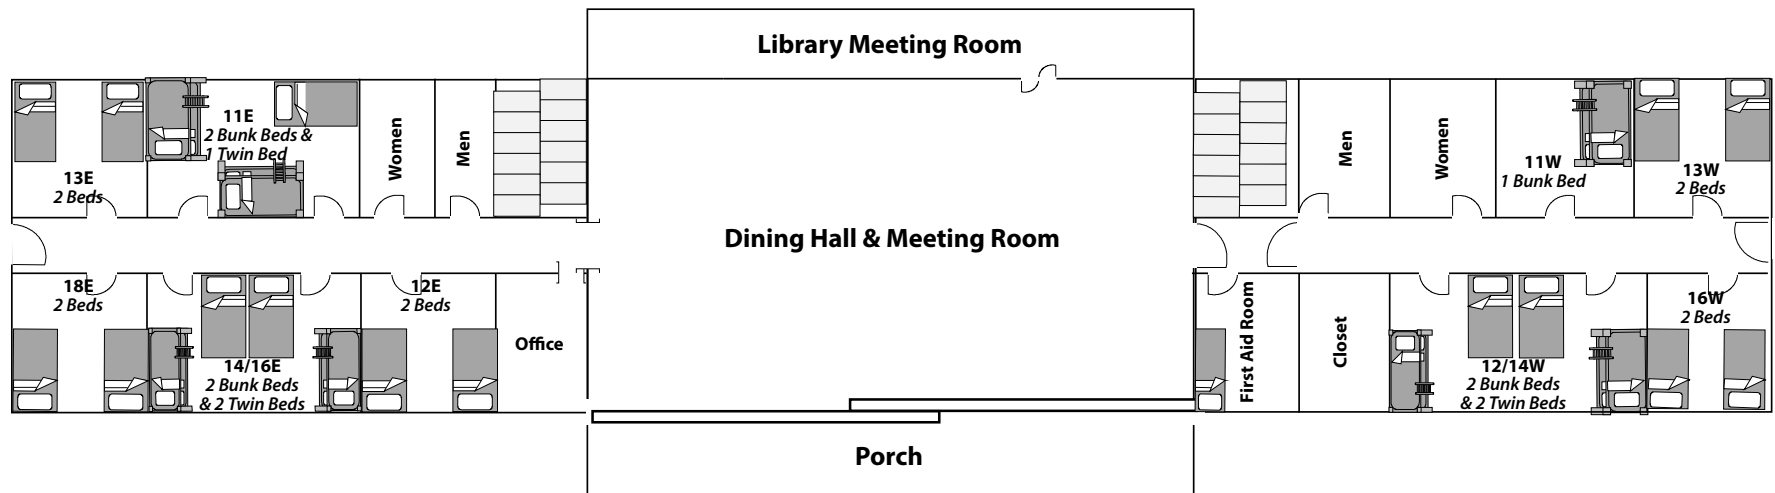 Library Meeting Room
13E
2 Beds
11E
2 Bunk Beds &
1 Twin Bed
Women
Men
Men
Women
11W
1 Bunk Bed
13W
2 Beds
Dining Hall & Meeting Room
18E
2 Beds
14/16E
2 Bunk Beds
& 2 Twin Beds
12E
2 Beds
Office
First Aid Room
Closet
12/14W
2 Bunk Beds
& 2 Twin Beds
16W
2 Beds
Porch